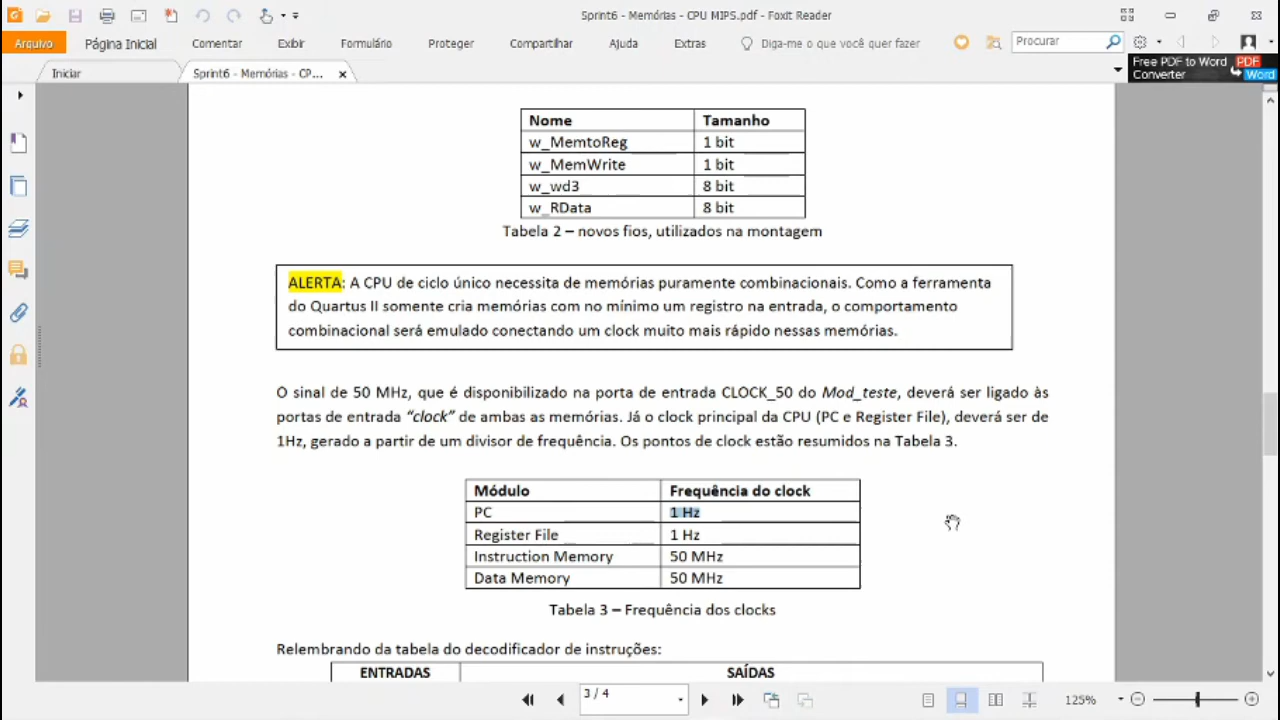 Sprint6 - Memórias - CPU MIPS.pdf - Foxit Reader
Arquivo Página Inicial Comentar Exibir Formulário Proteger Compartilhar Ajuda Extras Diga-me o que você quer fazer Procurar
Iniciar Sprint6 - Memórias - CP... Free PDF to Word PDF
Converter Word
Nome Tamanho
w_MemtoReg 1 bit
w_MemWrite 1 bit
w_wd3 8 bit
w_RData 8 bit
Tabela 2 – novos fios, utilizados na montagem
ALERTA: A CPU de ciclo único necessita de memórias puramente combinacionais. Como a ferramenta
do Quartus II somente cria memórias com no mínimo um registro na entrada, o comportamento
combinacional será emulado conectando um clock muito mais rápido nessas memórias.
O sinal de 50 MHz, que é disponibilizado na porta de entrada CLOCK_50 do Mod_teste, deverá ser ligado às
portas de entrada “clock” de ambas as memórias. Já o clock principal da CPU (PC e Register File), deverá ser de
1Hz, gerado a partir de um divisor de frequência. Os pontos de clock estão resumidos na Tabela 3.
Módulo Frequência do clock
PC 1 Hz
Register File 1 Hz
Instruction Memory 50 MHz
Data Memory 50 MHz
Tabela 3 – Frequência dos clocks
Relembrando da tabela do decodificador de instruções:
ENTRADAS SAÍDAS
3 / 4 125%